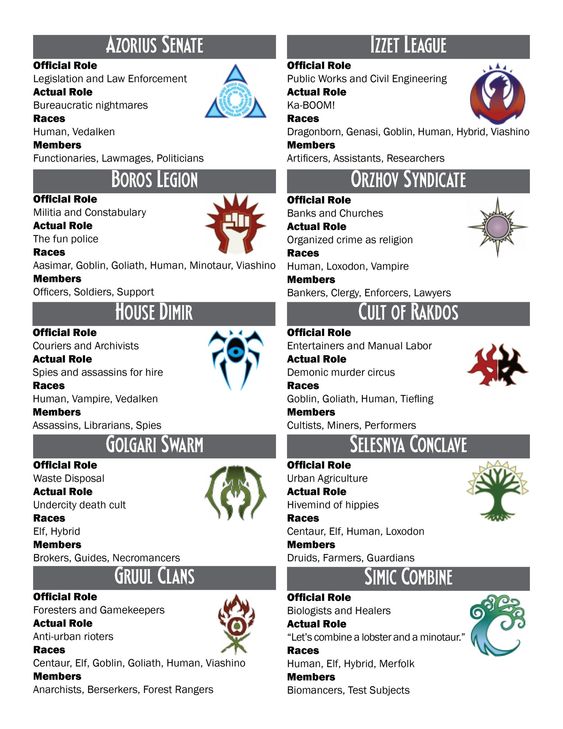 Azorius Senate
Official Role
Legislation and Law Enforcement
Actual Role
Bureaucratic nightmares
Races
Human, Vedalken
Members
Functionaries, Lawmages, Politicians
Boros Legion
Official Role
Militia and Constabulary
Actual Role
The fun police
Races
Aasimar, Goblin, Goliath, Human, Minotaur, Viashino
Members
Officers, Soldiers, Support
House Dimir
Official Role
Couriers and Archivists
Actual Role
Spies and assassins for hire
Races
Human, Vampire, Vedalken
Members
Assassins, Librarians, Spies
Golgari Swarm
Official Role
Waste Disposal
Actual Role
Undercity death cult
Races
Elf, Hybrid
Members
Brokers, Guides, Necromancers
Gruul Clans
Official Role
Foresters and Gamekeepers
Actual Role
Anti-urban rioters
Races
Centaur, Elf, Goblin, Goliath, Human, Viashino
Members
Anarchists, Berserkers, Forest Rangers
Izzet League
Official Role
Public Works and Civil Engineering
Actual Role
Ka-BOOM!
Races
Dragonborn, Genasi, Goblin, Human, Hybrid, Viashino
Members
Artificers, Assistants, Researchers
Orzhov Syndicate
Official Role
Banks and Churches
Actual Role
Organized crime as religion
Races
Human, Loxodon, Vampire
Members
Bankers, Clergy, Enforcers, Lawyers
Cult of Rakdos
Official Role
Entertainers and Manual Labor
Actual Role
Demonic murder circus
Races
Goblin, Goliath, Human, Tiefling
Members
Cultists, Miners, Performers
Selesnya Conclave
Official Role
Urban Agriculture
Actual Role
Hivemind of hippies
Races
Centaur, Elf, Human, Loxodon
Members
Druids, Farmers, Guardians
Simic Combine
Official Role
Biologists and Healers
Actual Role
“Let’s combine a lobster and a minotaur.”
Races
Human, Elf, Hybrid, Merfolk
Members
Biomancers, Test Subjects